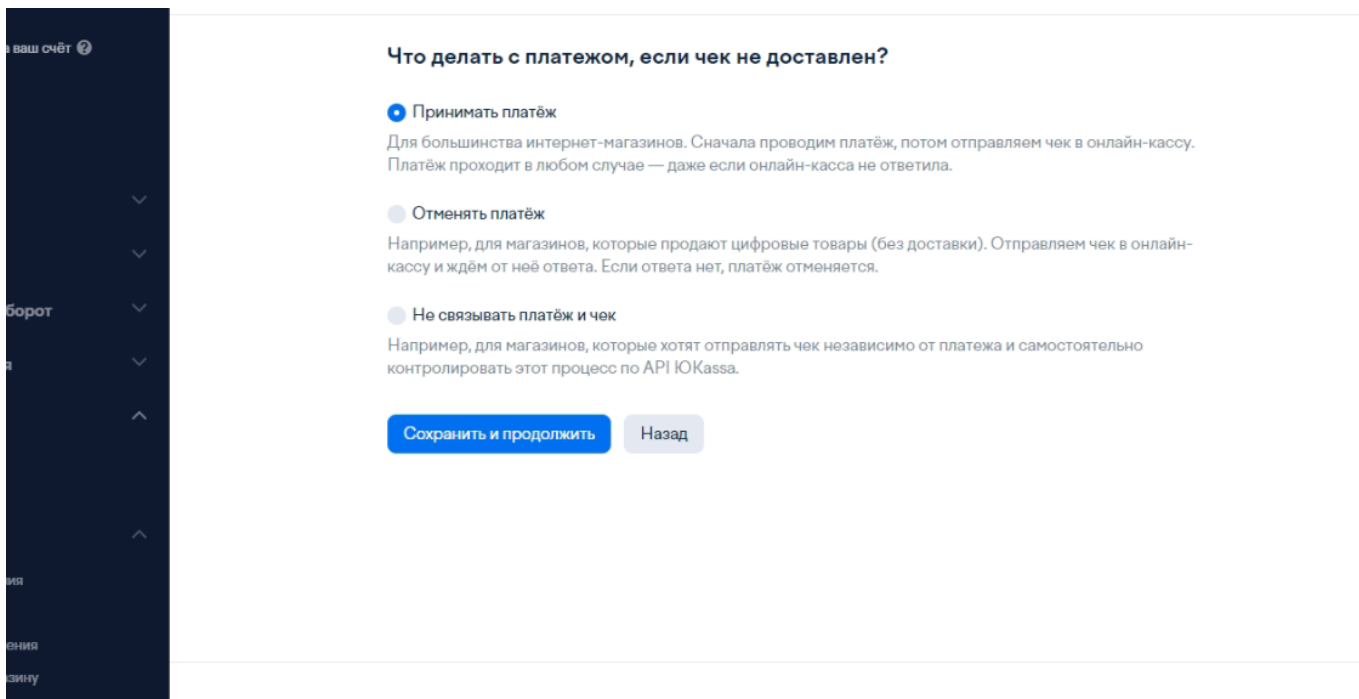 ваш счёт
Что делать с платежом, если чек не доставлен?
Принимать платёж
Для большинства интернет-магазинов. Сначала проводим платёж, потом отправляем чек в онлайн-кассу.
Платёж проходит в любом случае — даже если онлайн-касса не ответила.
Отменять платёж
Например, для магазинов, которые продают цифровые товары (без доставки). Отправляем чек в онлайн-
кассу и ждём от неё ответа. Если ответа нет, платёж отменяется.
борот
Не связывать платёж и чек
Например, для магазинов, которые хотят отправлять чек независимо от платежа и самостоятельно
я
контролировать этот процесс по API ЮKassa.
Сохранить и продолжить
Назад
ия
ения
зину